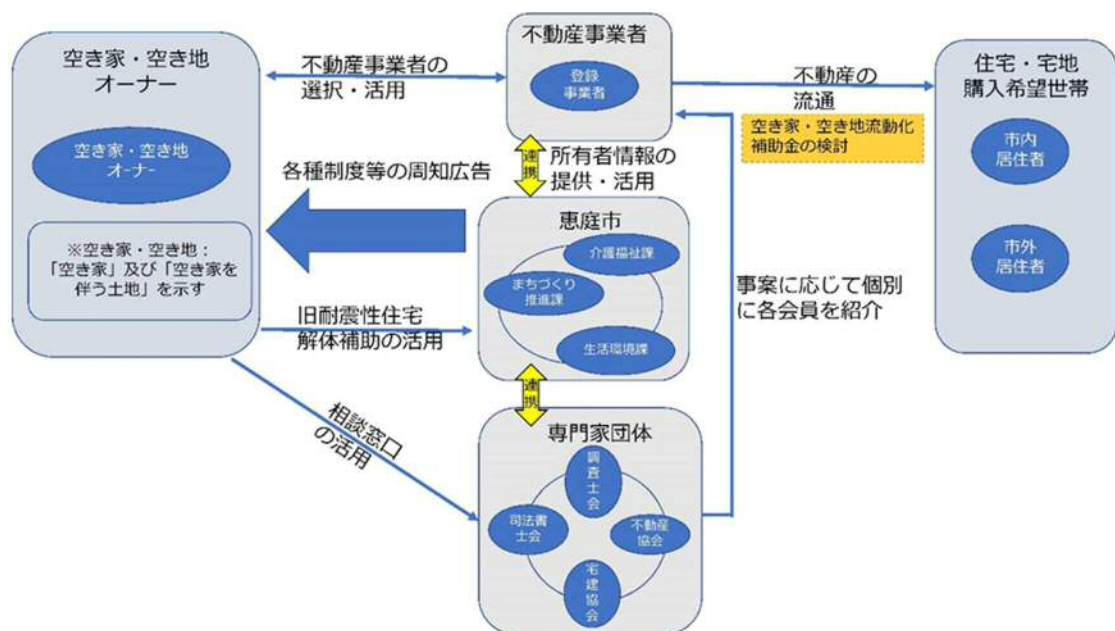 空き家・空き地
オーナー
空き家・空き地
オーナー
※空き家・空き地：
「空き家」及び「空き家を
伴う土地」を示す
不動産事業者の
選択・活用
不動産事業者
登録
事業者
不動産の
流通
空き家・空き地流動化
補助金の検討
住宅・宅地
購入希望世帯
市内
居住者
市外
居住者
連携
所有者情報の
提供・活用
各種制度等の周知広告
恵庭市
介護福祉課
まちづくり
推進課
生活環境課
旧耐震性住宅
解体補助の活用
事案に応じて個別
に各会員を紹介
連携
相談窓口
の活用
専門家団体
調査士会
司法書
士会
不動産
協会
宅建協会